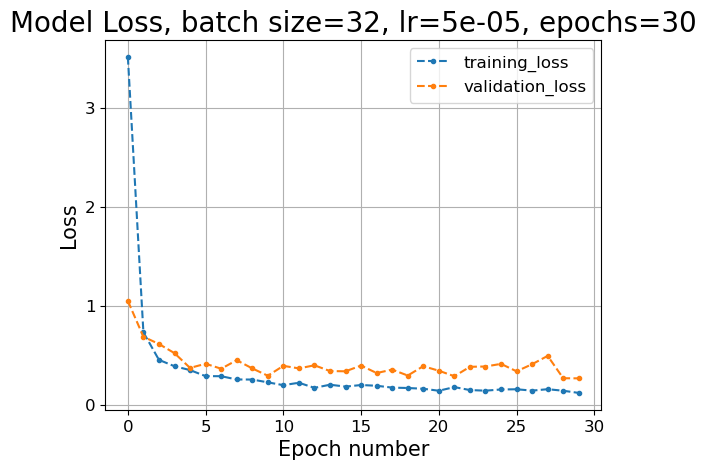 Model Loss, batch size=32, lr=5e-05, epochs=30
training_loss
validation_loss
3
2
1
0
Loss
0 5 10 15 20 25 30
Epoch number